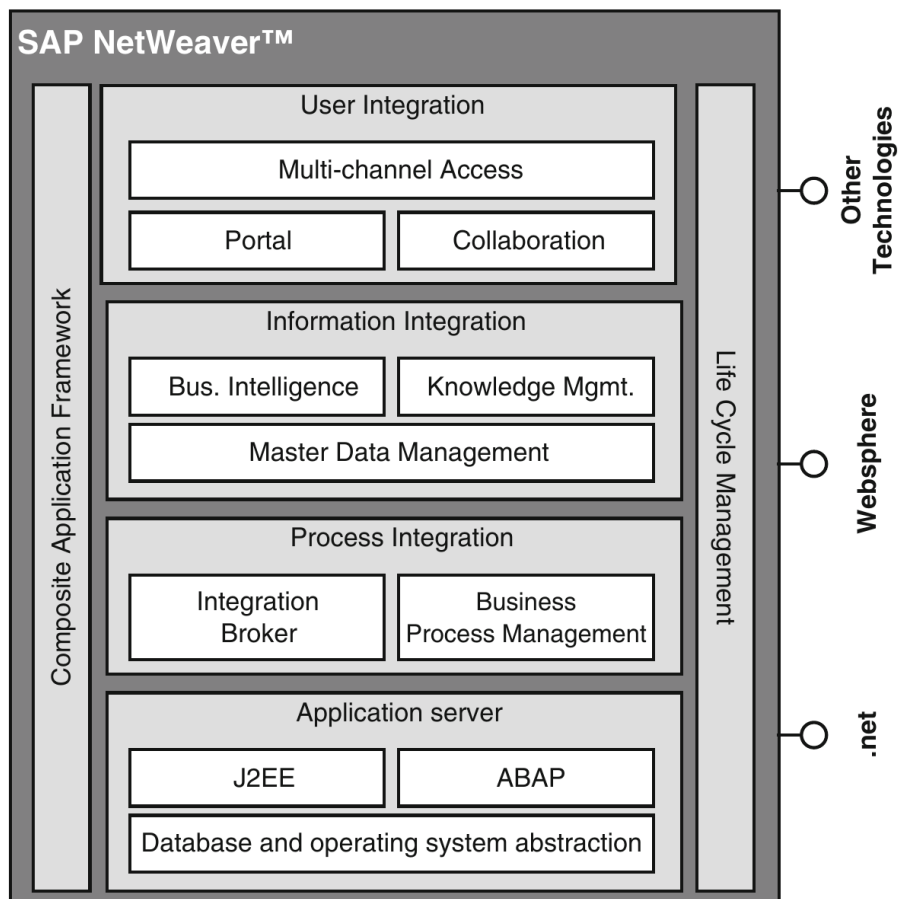 SAP NetWeaver™
Composite Application Framework
User Integration
Multi-channel Access
Portal
Collaboration
Information Integration
Bus. Intelligence
Knowledge Mgmt.
Master Data Management
Process Integration
Integration
Broker
Business
Process Management
Application server
J2EE
ABAP
Database and operating system abstraction
Life Cycle Management
Other
Technologies
Websphere
.net